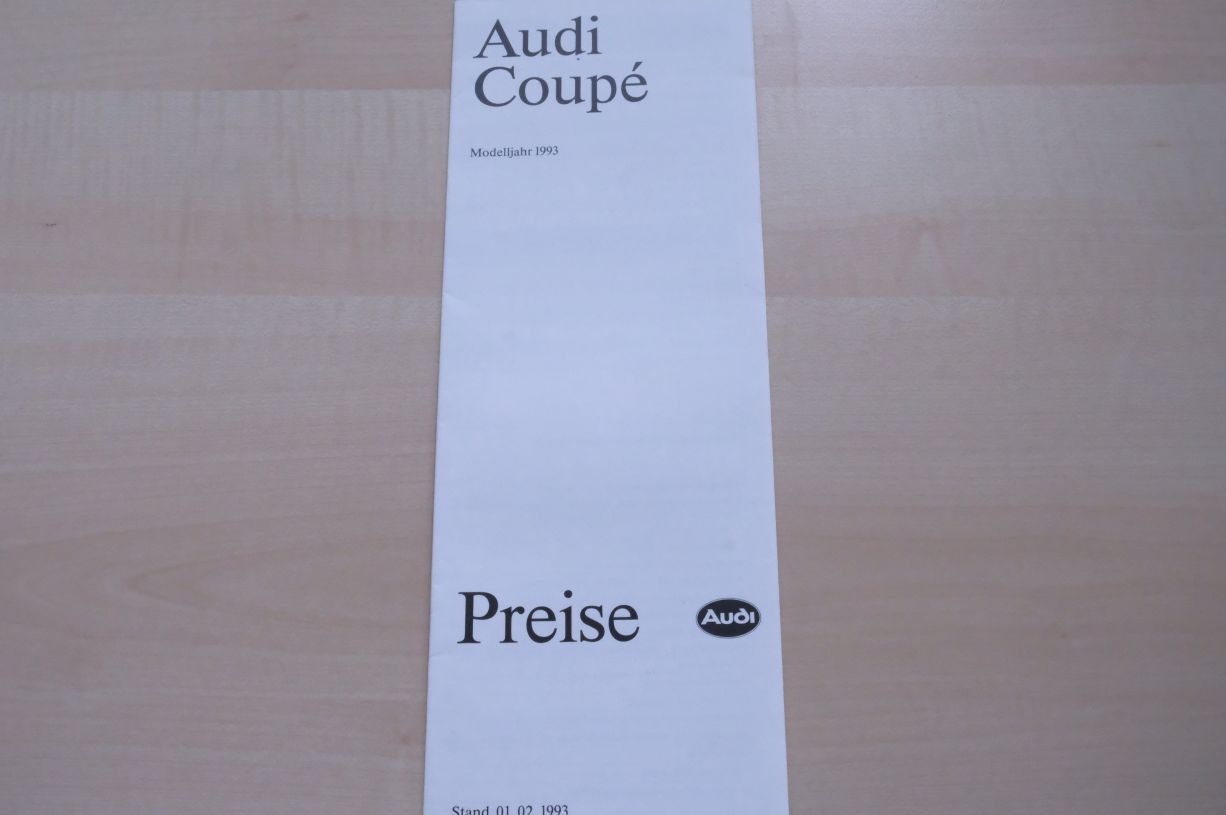 Audi
Coupé
Modelljahr 1993
Preise
Audi
Stand 01. 02. 1993